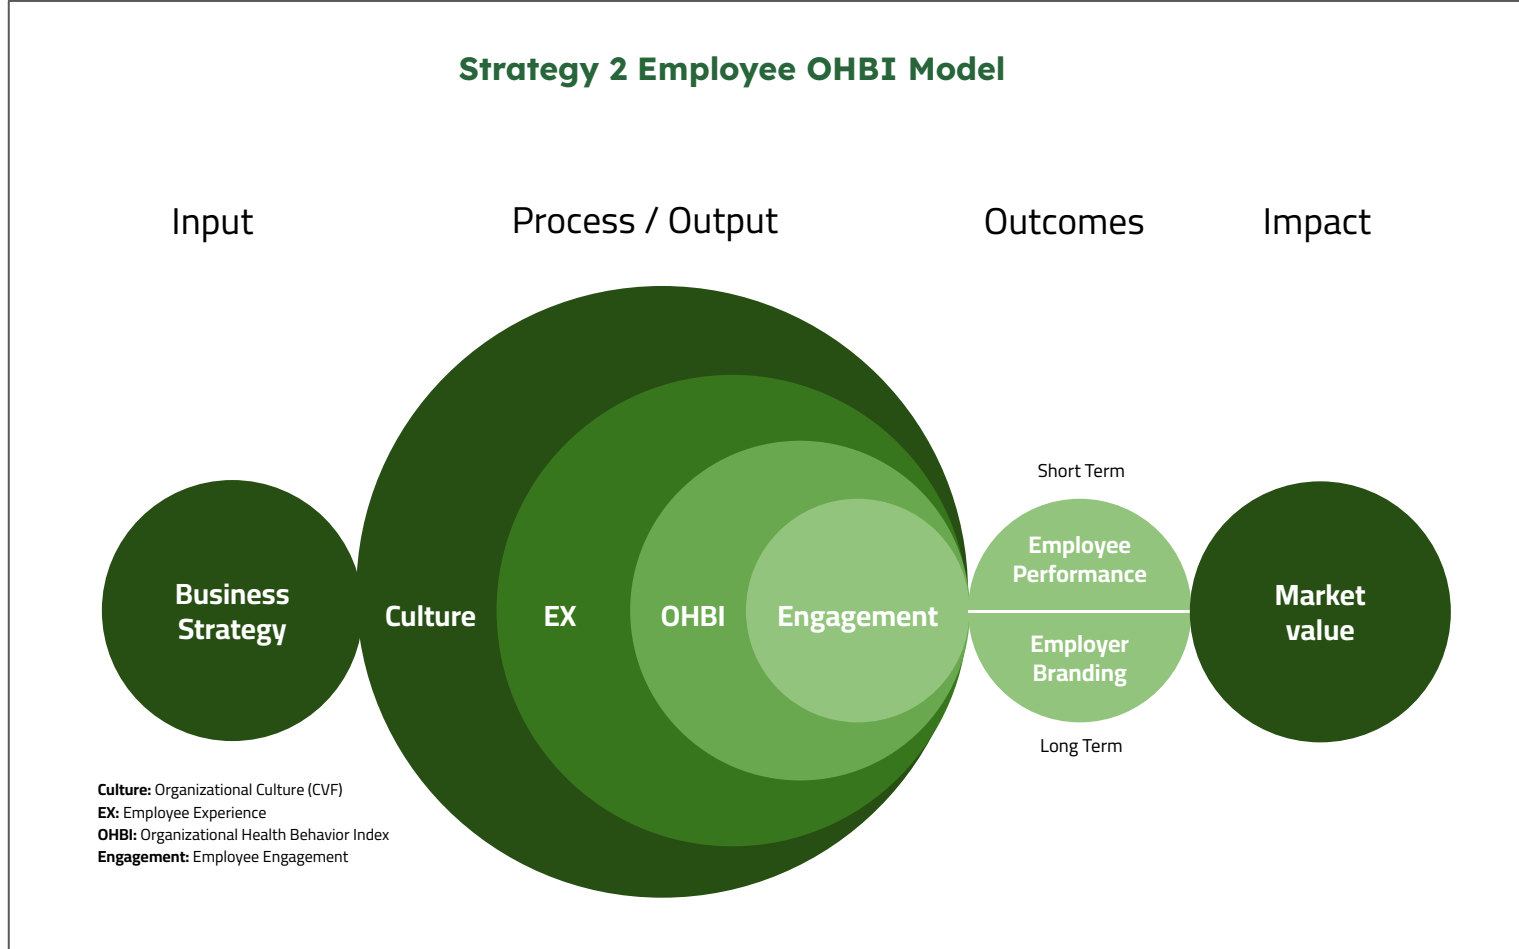 Strategy 2 Employee OHBI Model
Input
Process / Output
Outcomes
Impact
Business
Strategy
Culture
EX
OHBI
Engagement
Short Term
Employee
Performance
Employer
Branding
Long Term
Market
value
Culture: Organizational Culture (CVF)
EX: Employee Experience
OHBI: Organizational Health Behavior Index
Engagement: Employee Engagement